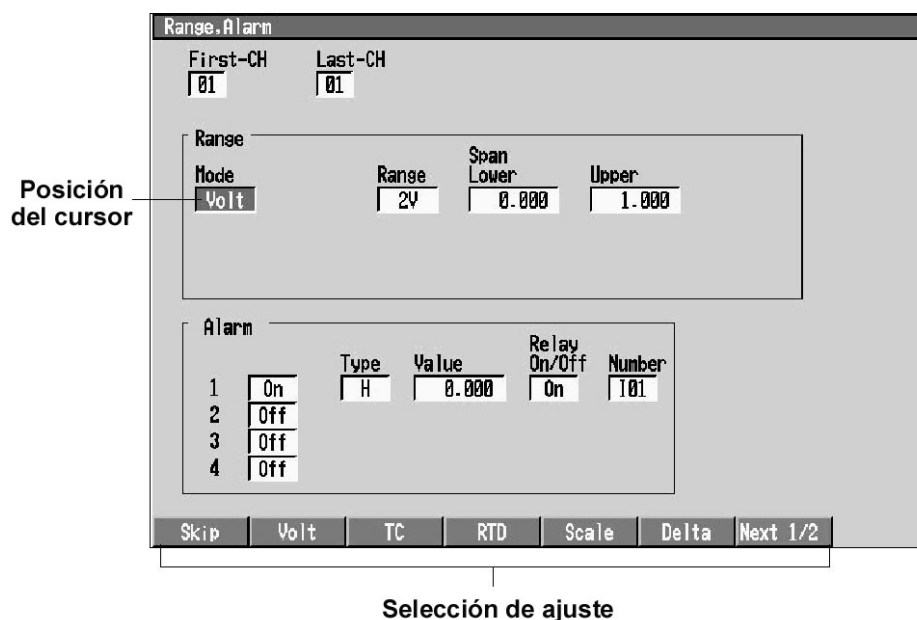 Range,Alarm
First-CH Last-CH
01 01
Range
Span
Mode Range Lower Upper
Volt 2V 0.000 1.000
Posición
del cursor
Alarm
Relay
Type Value On/Off Number
1 On H 0.000 On I01
2 Off
3 Off
4 Off
Skip Volt TC RTD Scale Delta Next 1/2
Selección de ajuste